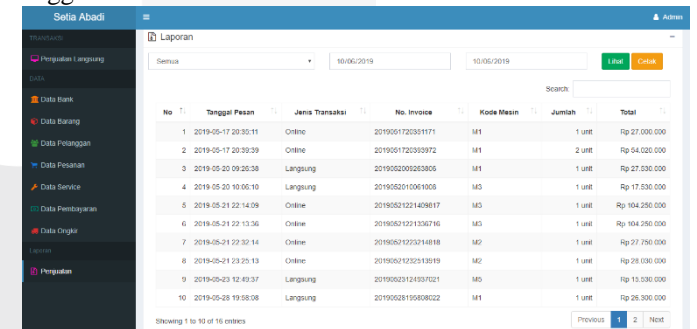 Setia Abadi
Admin
TRANSAKSI
Penjualan Langsung
DATA
Data Bank
Data Barang
Data Pelanggan
Data Pesanan
Data Service
Data Pembayaran
Data Ongkir
Laporan
Penjualan
Laporan
Semua 10/06/2019 10/06/2019 Lihat Cetak
Search:
No Tanggal Pesan Jenis Transaksi No. Invoice Kode Mesin Jumlah Total
1 2019-05-17 20:35:11 Online 2019051720351171 M1 1 unit Rp 27.000.000
2 2019-05-17 20:39:39 Online 2019051720393972 M1 2 unit Rp 54.020.000
3 2019-05-20 09:26:38 Langsung 2019052009263806 M1 1 unit Rp 27.530.000
4 2019-05-20 10:06:10 Langsung 2019052010061008 M3 1 unit Rp 17.530.000
5 2019-05-21 22:14:09 Online 20190521221409817 M3 1 unit Rp 104.250.000
6 2019-05-21 22:13:36 Online 20190521221336716 M3 1 unit Rp 104.250.000
7 2019-05-21 22:32:14 Online 20190521223214818 M2 1 unit Rp 27.750.000
8 2019-05-21 23:25:13 Online 20190521232513919 M2 1 unit Rp 28.030.000
9 2019-05-23 12:49:37 Langsung 20190523124937021 M5 1 unit Rp 15.530.000
10 2019-05-28 19:58:08 Langsung 20190528195808022 M1 1 unit Rp 26.300.000
Showing 1 to 10 of 16 entries
Previous 1 2 Next